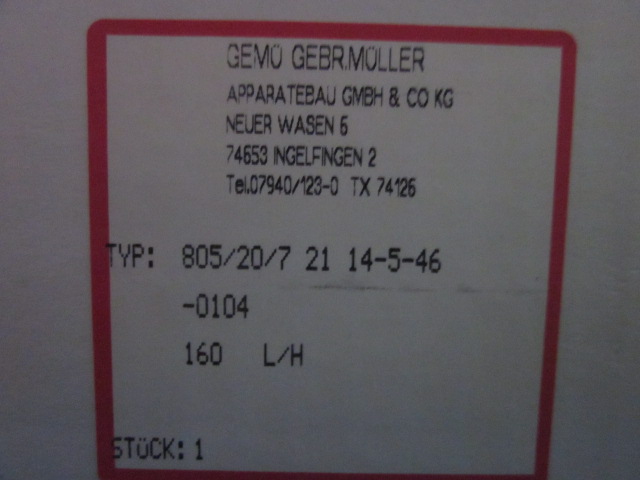 GEMÜ GEBR.MÜLLER
APPARATEBAU GMBH & CO KG
NEUER WASEN 6
74653 INGELFINGEN 2
Tel.07940/123-0 TX 74126
TYP: 805/20/7 21 14-5-46
-0104
160 L/H
STÜCK: 1